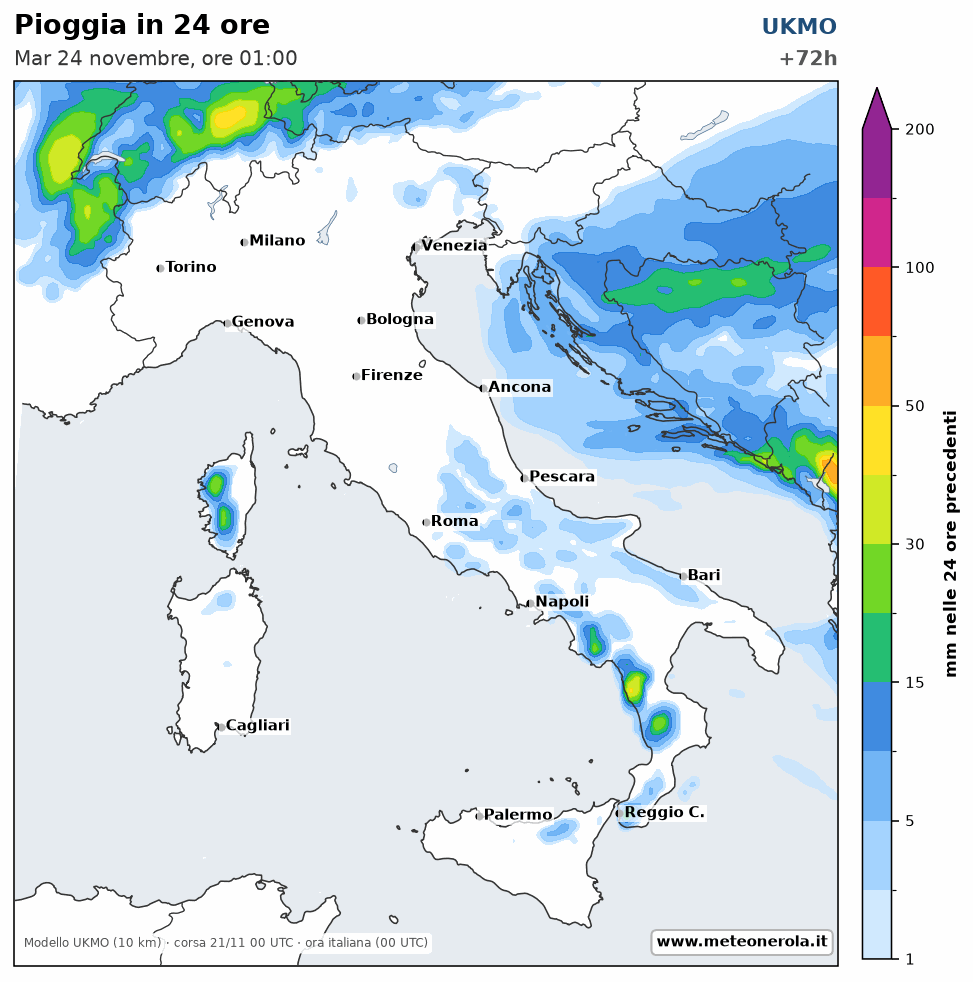 Pioggia in 24 ore
UKMO
Mar 24 novembre, ore 01:00
+72h
200
100
50
30
15
5
1
mm nelle 24 ore precedenti
Milano
Venezia
Torino
Genova
Bologna
Firenze
Ancona
Pescara
Roma
Bari
Napoli
Cagliari
Palermo
Reggio C.
Modello UKMO (10 km) · corsa 21/11 00 UTC · ora italiana (00 UTC)
www.meteonerola.it